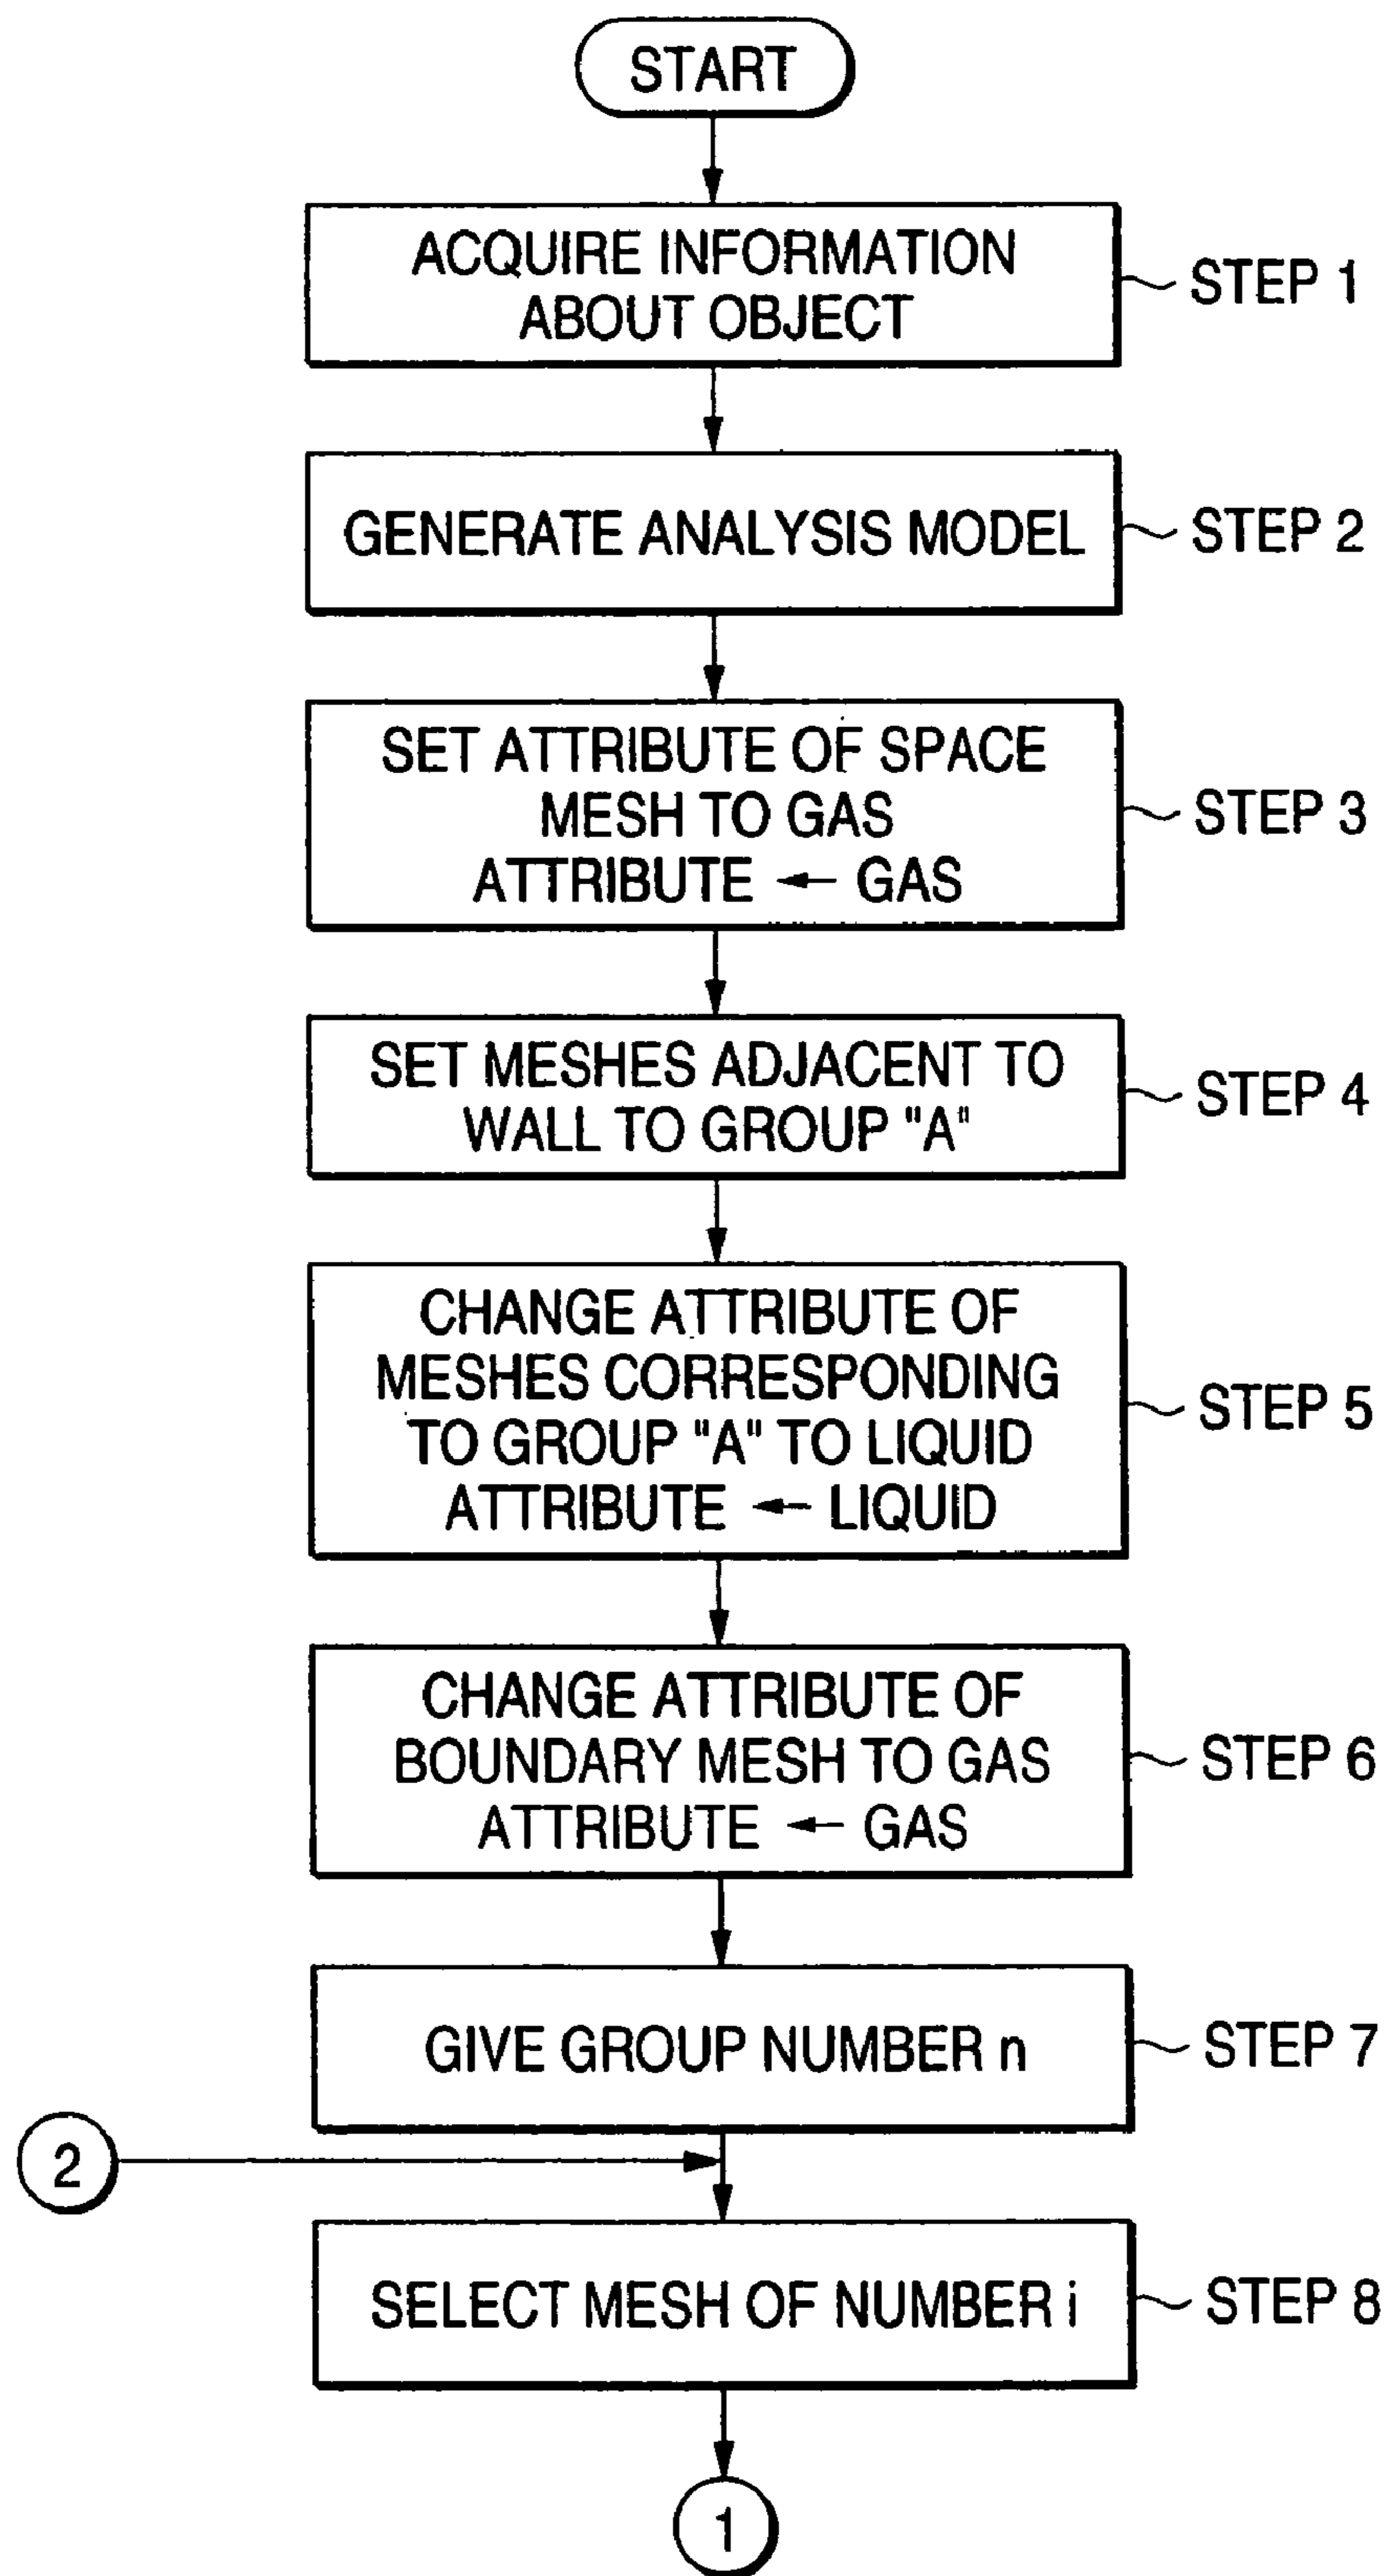 START
ACQUIRE INFORMATION
ABOUT OBJECT
STEP 1
GENERATE ANALYSIS MODEL
STEP 2
SET ATTRIBUTE OF SPACE
MESH TO GAS
ATTRIBUTE ← GAS
STEP 3
SET MESHES ADJACENT TO
WALL TO GROUP "A"
STEP 4
CHANGE ATTRIBUTE OF
MESHES CORRESPONDING
TO GROUP "A" TO LIQUID
ATTRIBUTE ← LIQUID
STEP 5
CHANGE ATTRIBUTE OF
BOUNDARY MESH TO GAS
ATTRIBUTE ← GAS
STEP 6
GIVE GROUP NUMBER n
STEP 7
2
SELECT MESH OF NUMBER i
STEP 8
1